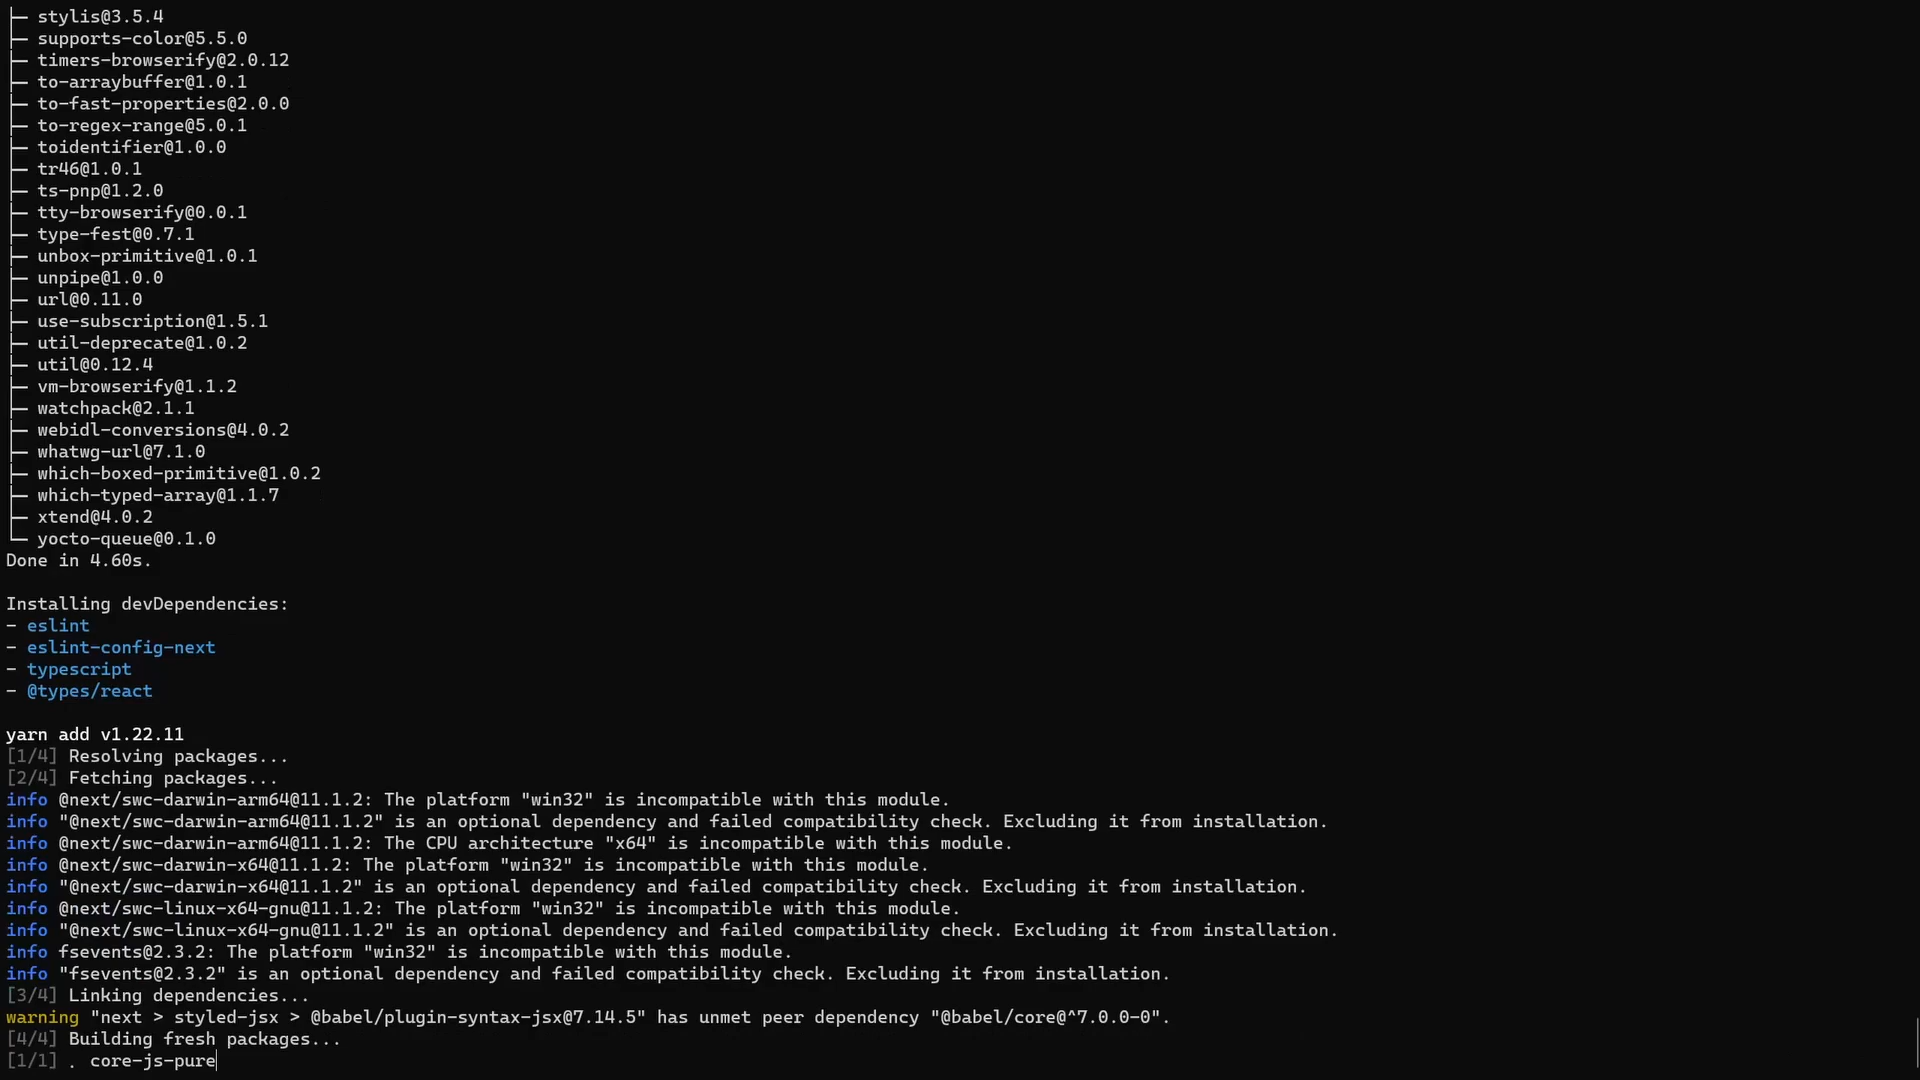 ├─ stylis@3.5.4
├─ supports-color@5.5.0
├─ timers-browserify@2.0.12
├─ to-arraybuffer@1.0.1
├─ to-fast-properties@2.0.0
├─ to-regex-range@5.0.1
├─ toidentifier@1.0.0
├─ tr46@1.0.1
├─ ts-pnp@1.2.0
├─ tty-browserify@0.0.1
├─ type-fest@0.7.1
├─ unbox-primitive@1.0.1
├─ unpipe@1.0.0
├─ url@0.11.0
├─ use-subscription@1.5.1
├─ util-deprecate@1.0.2
├─ util@0.12.4
├─ vm-browserify@1.1.2
├─ watchpack@2.1.1
├─ webidl-conversions@4.0.2
├─ whatwg-url@7.1.0
├─ which-boxed-primitive@1.0.2
├─ which-typed-array@1.1.7
├─ xtend@4.0.2
└─ yocto-queue@0.1.0
Done in 4.60s.
Installing devDependencies:
- eslint
- eslint-config-next
- typescript
- @types/react
yarn add v1.22.11
[1/4] Resolving packages...
[2/4] Fetching packages...
info @next/swc-darwin-arm64@11.1.2: The platform "win32" is incompatible with this module.
info "@next/swc-darwin-arm64@11.1.2" is an optional dependency and failed compatibility check. Excluding it from installation.
info @next/swc-darwin-arm64@11.1.2: The CPU architecture "x64" is incompatible with this module.
info @next/swc-darwin-x64@11.1.2: The platform "win32" is incompatible with this module.
info "@next/swc-darwin-x64@11.1.2" is an optional dependency and failed compatibility check. Excluding it from installation.
info @next/swc-linux-x64-gnu@11.1.2: The platform "win32" is incompatible with this module.
info "@next/swc-linux-x64-gnu@11.1.2" is an optional dependency and failed compatibility check. Excluding it from installation.
info fsevents@2.3.2: The platform "win32" is incompatible with this module.
info "fsevents@2.3.2" is an optional dependency and failed compatibility check. Excluding it from installation.
[3/4] Linking dependencies...
warning "next > styled-jsx > @babel/plugin-syntax-jsx@7.14.5" has unmet peer dependency "@babel/core@^7.0.0-0".
[4/4] Building fresh packages...
[1/1] . core-js-pure